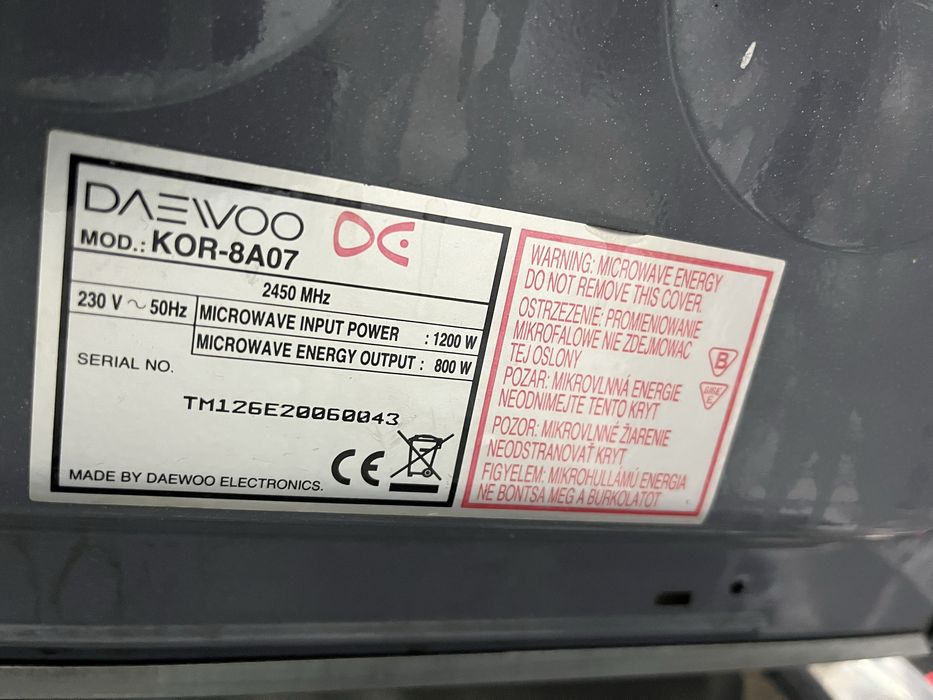 DAEWOO
MOD.: KOR-8A07
2450 MHz
230 V ~ 50Hz
MICROWAVE INPUT POWER : 1200 W
MICROWAVE ENERGY OUTPUT : 800 W
SERIAL NO.
TM126E20060043
CE
MADE BY DAEWOO ELECTRONICS.
WARNING: MICROWAVE ENERGY
DO NOT REMOVE THIS COVER.
OSTRZEZENIE: PROMIENIOWANIE
MIKROFALOWE NIE ZDEJMOWAC
TEJ OSLONY
POZAR: MIKROVLNNÁ ENERGIE
NEODNIMEJTE TENTO KRYT
POZOR: MIKROVLNNÉ ŽIARENIE
NEODSTRANOVAŤ KRYT
FIGYELEM: MIKROHULLÁMÚ ENERGIA
NE BONTSA MEG A BURKOLATOT
B